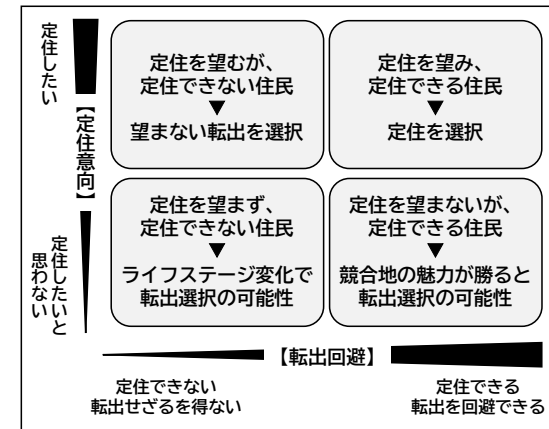 定住したい
【定住意向】
定住したいと
思わない
定住を望むが、
定住できない住民
▼
望まない転出を選択
定住を望み、
定住できる住民
▼
定住を選択
定住を望まず、
定住できない住民
▼
ライフステージ変化で
転出選択の可能性
定住を望まないが、
定住できる住民
▼
競合地の魅力が勝ると
転出選択の可能性
【転出回避】
定住できない
転出せざるを得ない
定住できる
転出を回避できる